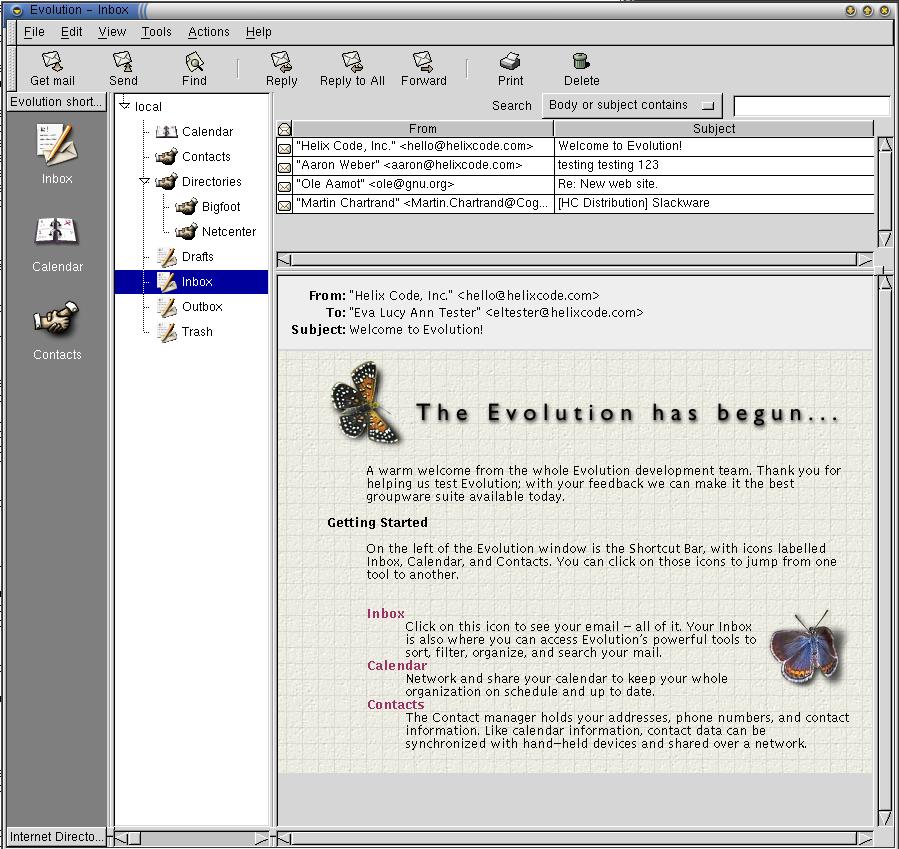 Evolution - Inbox
File Edit View Tools Actions Help
Get mail Send Find Reply Reply to All Forward Print Delete
Evolution short...
Inbox
Calendar
Contacts
Internet Directo...
local
Calendar
Contacts
Directories
Bigfoot
Netcenter
Drafts
Inbox
Outbox
Trash
Search Body or subject contains
From Subject
"Helix Code, Inc." <hello@helixcode.com> Welcome to Evolution!
"Aaron Weber" <aaron@helixcode.com> testing testing 123
"Ole Aamot" <ole@gnu.org> Re: New web site.
"Martin Chartrand" <Martin.Chartrand@Cog... [HC Distribution] Slackware
From: "Helix Code, Inc." <hello@helixcode.com>
To: "Eva Lucy Ann Tester" <eltester@helixcode.com>
Subject: Welcome to Evolution!
The Evolution has begun...
A warm welcome from the whole Evolution development team. Thank you for
helping us test Evolution; with your feedback we can make it the best
groupware suite available today.
Getting Started
On the left of the Evolution window is the Shortcut Bar, with icons labelled
Inbox, Calendar, and Contacts. You can click on those icons to jump from one
tool to another.
Inbox
Click on this icon to see your email – all of it. Your Inbox
is also where you can access Evolution's powerful tools to
sort, filter, organize, and search your mail.
Calendar
Network and share your calendar to keep your whole
organization on schedule and up to date.
Contacts
The Contact manager holds your addresses, phone numbers, and contact
information. Like calendar information, contact data can be
synchronized with hand–held devices and shared over a network.